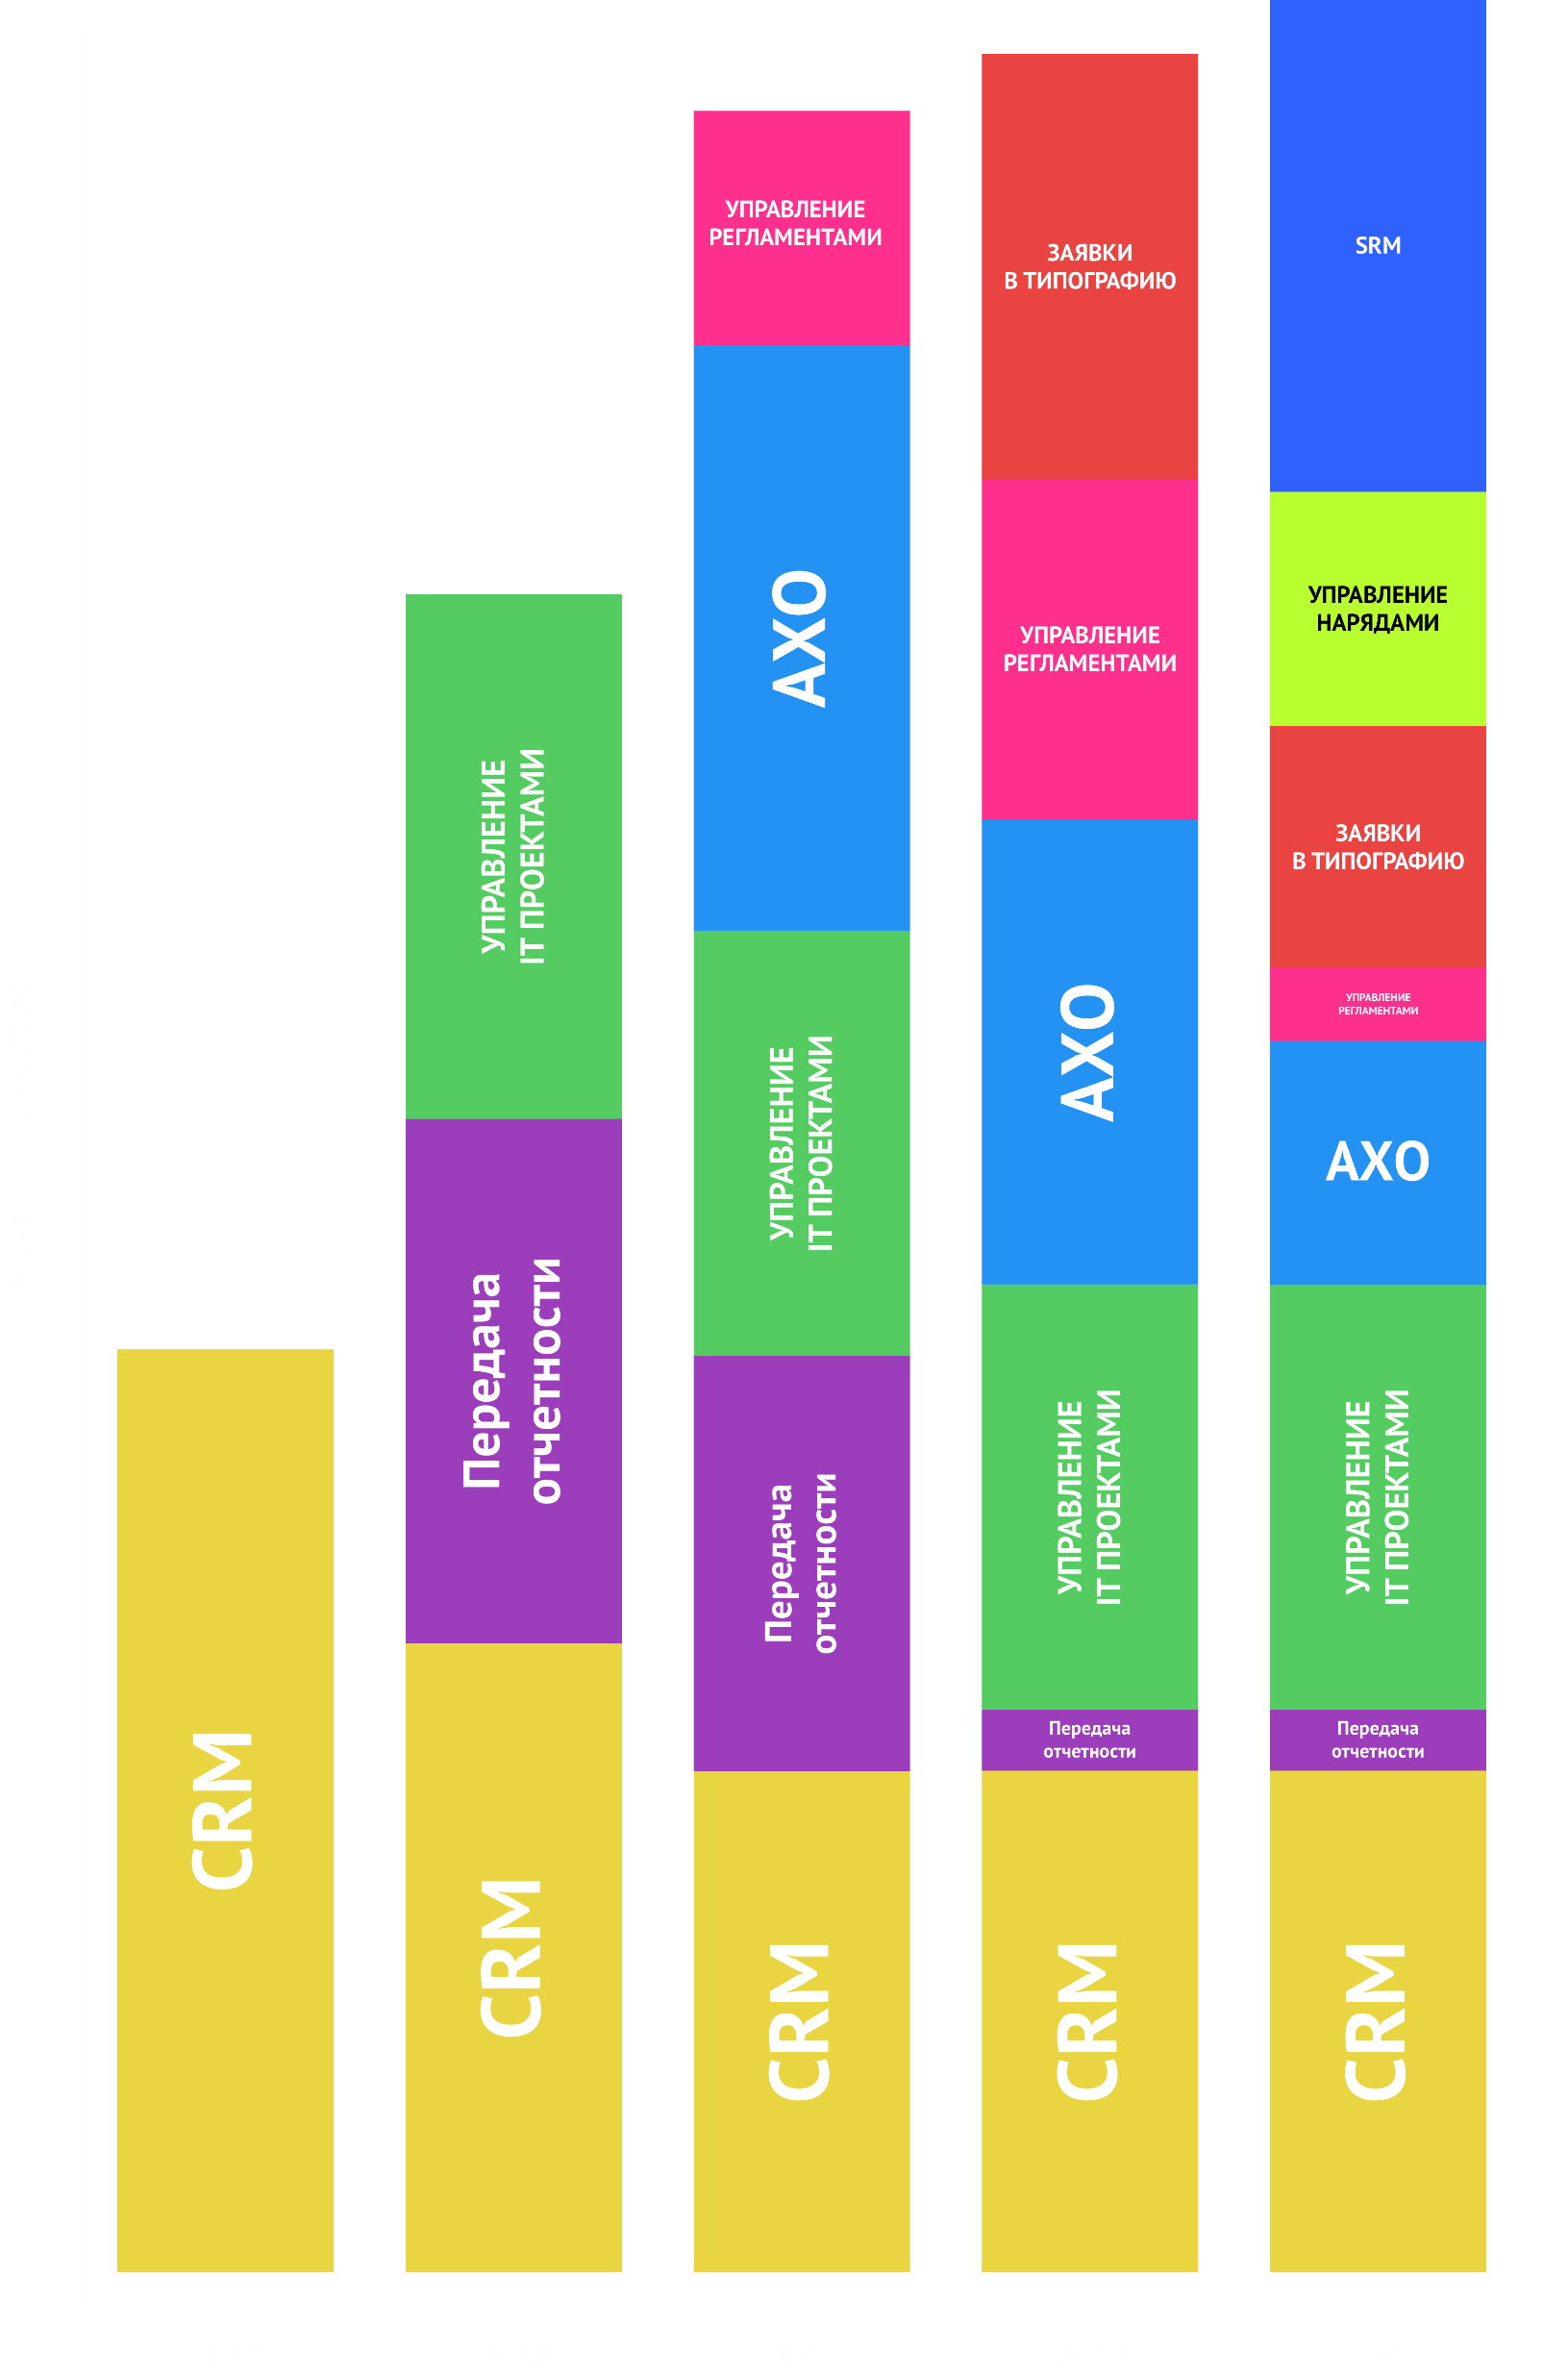 CRM
УПРАВЛЕНИЕ
IT ПРОЕКТАМИ
Передача
отчетности
CRM
УПРАВЛЕНИЕ
РЕГЛАМЕНТАМИ
АХО
УПРАВЛЕНИЕ
IT ПРОЕКТАМИ
Передача
отчетности
CRM
ЗАЯВКИ
В ТИПОГРАФИЮ
УПРАВЛЕНИЕ
РЕГЛАМЕНТАМИ
АХО
УПРАВЛЕНИЕ
IT ПРОЕКТАМИ
Передача
отчетности
CRM
SRM
УПРАВЛЕНИЕ
НАРЯДАМИ
ЗАЯВКИ
В ТИПОГРАФИЮ
УПРАВЛЕНИЕ
РЕГЛАМЕНТАМИ
АХО
УПРАВЛЕНИЕ
IT ПРОЕКТАМИ
Передача
отчетности
CRM